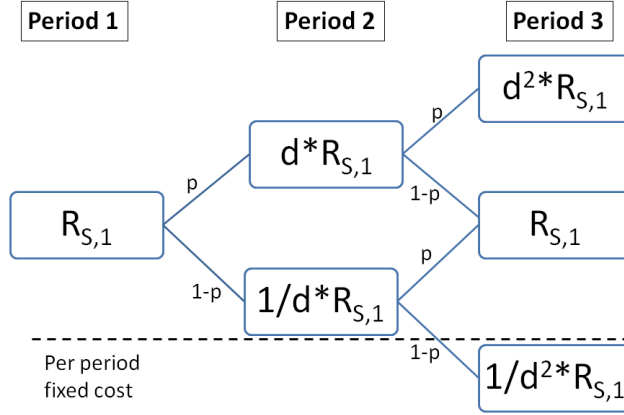 Period 1
Period 2
Period 3
d²*R_S,1
p
d*R_S,1
p
1-p
R_S,1
R_S,1
p
1-p
1/d*R_S,1
1-p
Per period
fixed cost
1/d²*R_S,1